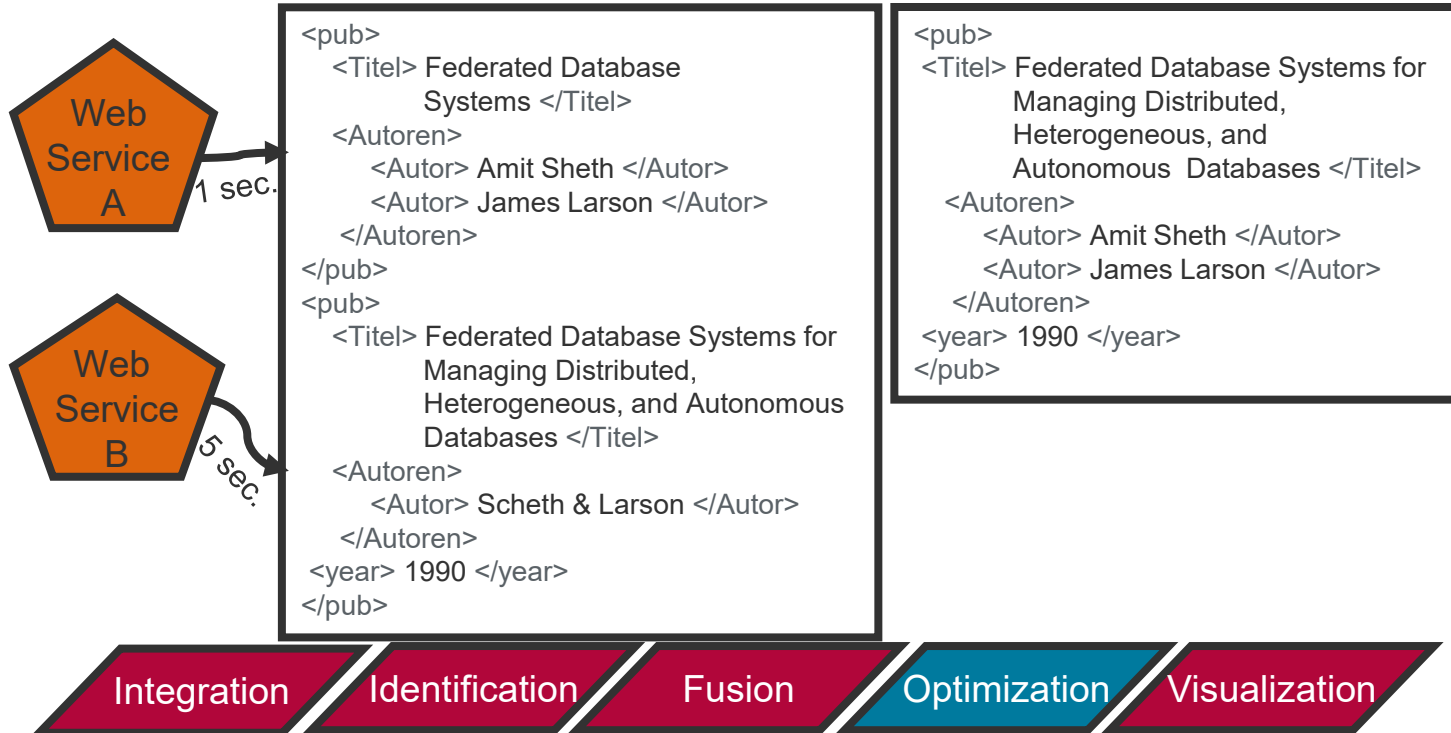 Web
Service
A
1 sec.
Web
Service
B
5 sec.
<pub>
<Titel> Federated Database
Systems </Titel>
<Autoren>
<Autor> Amit Sheth </Autor>
<Autor> James Larson </Autor>
</Autoren>
</pub>
<pub>
<Titel> Federated Database Systems for
Managing Distributed,
Heterogeneous, and Autonomous
Databases </Titel>
<Autoren>
<Autor> Scheth & Larson </Autor>
</Autoren>
<year> 1990 </year>
</pub>
<pub>
<Titel> Federated Database Systems for
Managing Distributed,
Heterogeneous, and
Autonomous Databases </Titel>
<Autoren>
<Autor> Amit Sheth </Autor>
<Autor> James Larson </Autor>
</Autoren>
<year> 1990 </year>
</pub>
Integration
Identification
Fusion
Optimization
Visualization